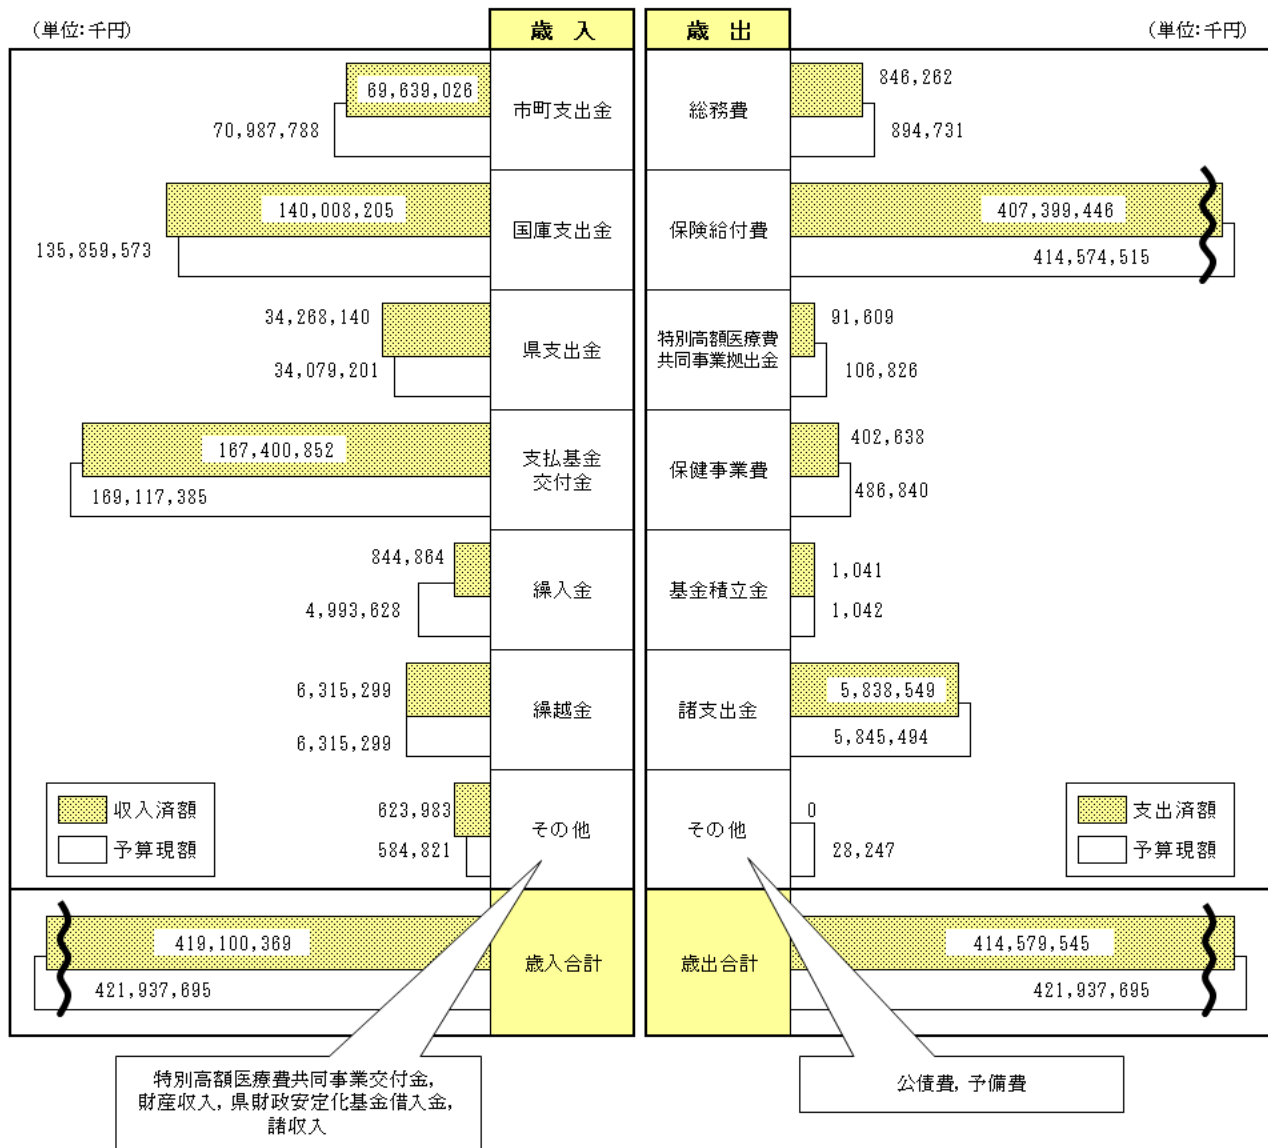 (単位:千円)
歳 入
歳 出
(単位:千円)
69,639,026
70,987,788
市町支出金
総務費
846,262
894,731
140,008,205
135,859,573
国庫支出金
保険給付費
407,399,446
414,574,515
34,268,140
34,079,201
県支出金
特別高額医療費
共同事業拠出金
91,609
106,826
167,400,852
169,117,385
支払基金
交付金
保健事業費
402,638
486,840
844,864
4,993,628
繰入金
基金積立金
1,041
1,042
6,315,299
6,315,299
繰越金
諸支出金
5,838,549
5,845,494
収入済額
予算現額
623,983
584,821
その他
その他
0
28,247
支出済額
予算現額
419,100,369
421,937,695
歳入合計
歳出合計
414,579,545
421,937,695
特別高額医療費共同事業交付金,
財産収入, 県財政安定化基金借入金,
諸収入
公債費, 予備費